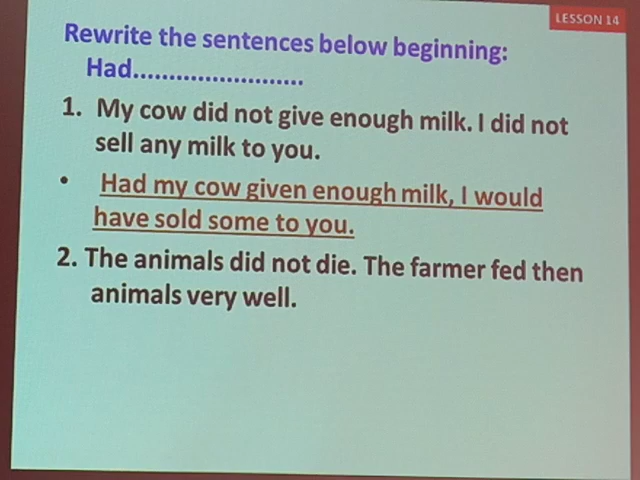 LESSON 14
Rewrite the sentences below beginning:
Had........................
1. My cow did not give enough milk. I did not
sell any milk to you.
• Had my cow given enough milk, I would
have sold some to you.
2. The animals did not die. The farmer fed then
animals very well.